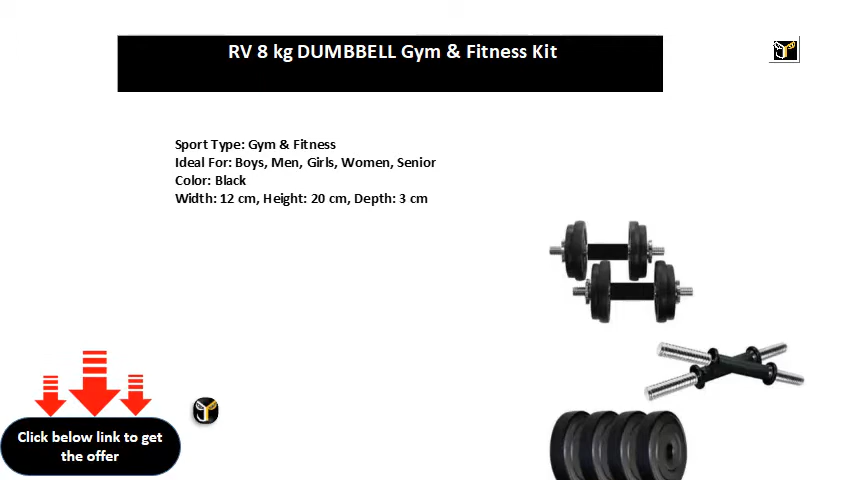 RV 8 kg DUMBBELL Gym & Fitness Kit
Sport Type: Gym & Fitness
Ideal For: Boys, Men, Girls, Women, Senior
Color: Black
Width: 12 cm, Height: 20 cm, Depth: 3 cm
Click below link to get
the offer